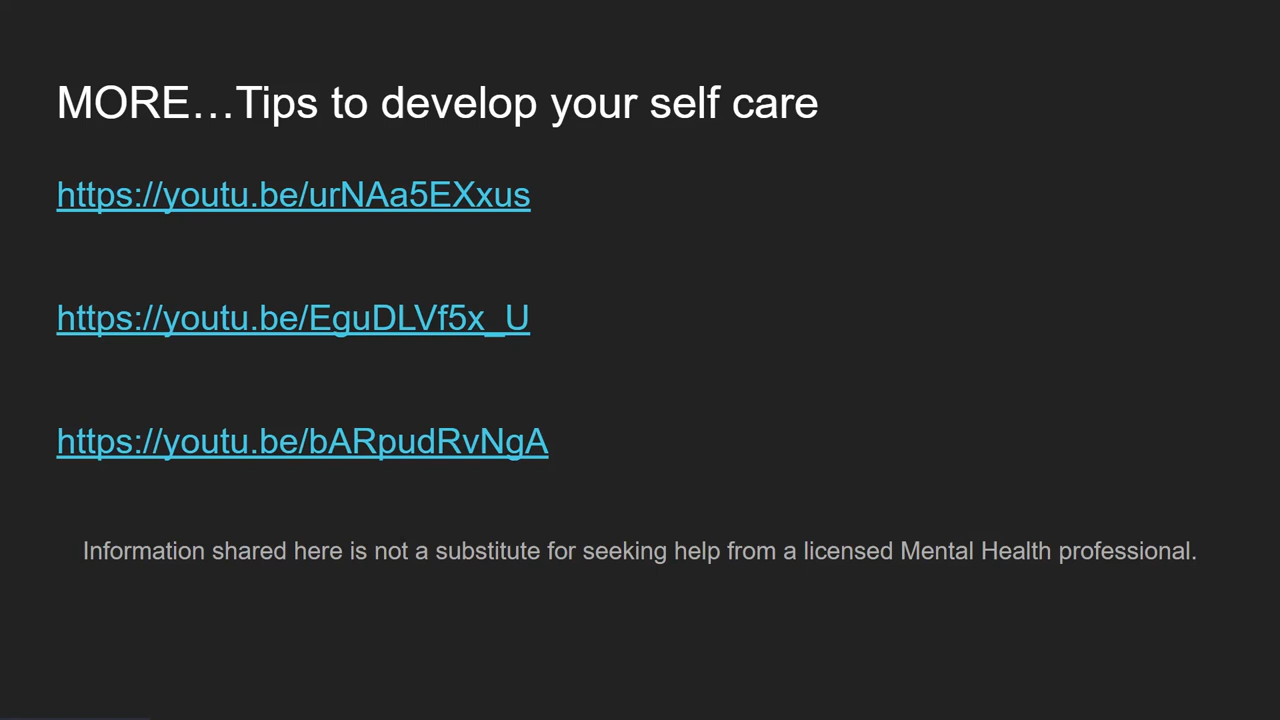 MORE…Tips to develop your self care
https://youtu.be/urNAa5EXxus
https://youtu.be/EguDLVf5x_U
https://youtu.be/bARpudRvNgA
Information shared here is not a substitute for seeking help from a licensed Mental Health professional.